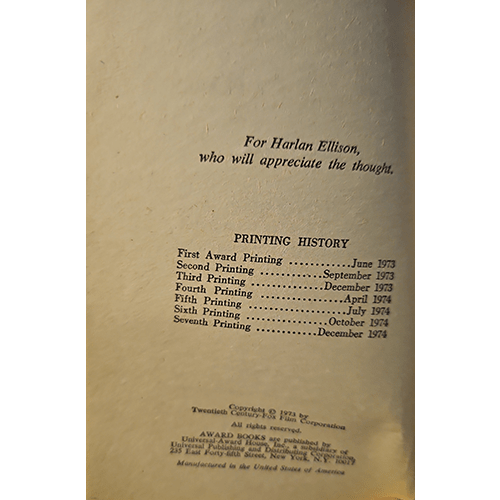 For Harlan Ellison,
who will appreciate the thought.
PRINTING HISTORY
First Award Printing ..............June 1973
Second Printing ..............September 1973
Third Printing ................December 1973
Fourth Printing ...................April 1974
Fifth Printing ......................July 1974
Sixth Printing ..................October 1974
Seventh Printing .............December 1974
Copyright © 1973 by
Twentieth Century-Fox Film Corporation
All rights reserved.
AWARD BOOKS are published by
Universal-Award House, Inc., a subsidiary of
Universal Publishing and Distributing Corporation,
235 East Forty-fifth Street, New York, N.Y. 10017
Manufactured in the United States of America